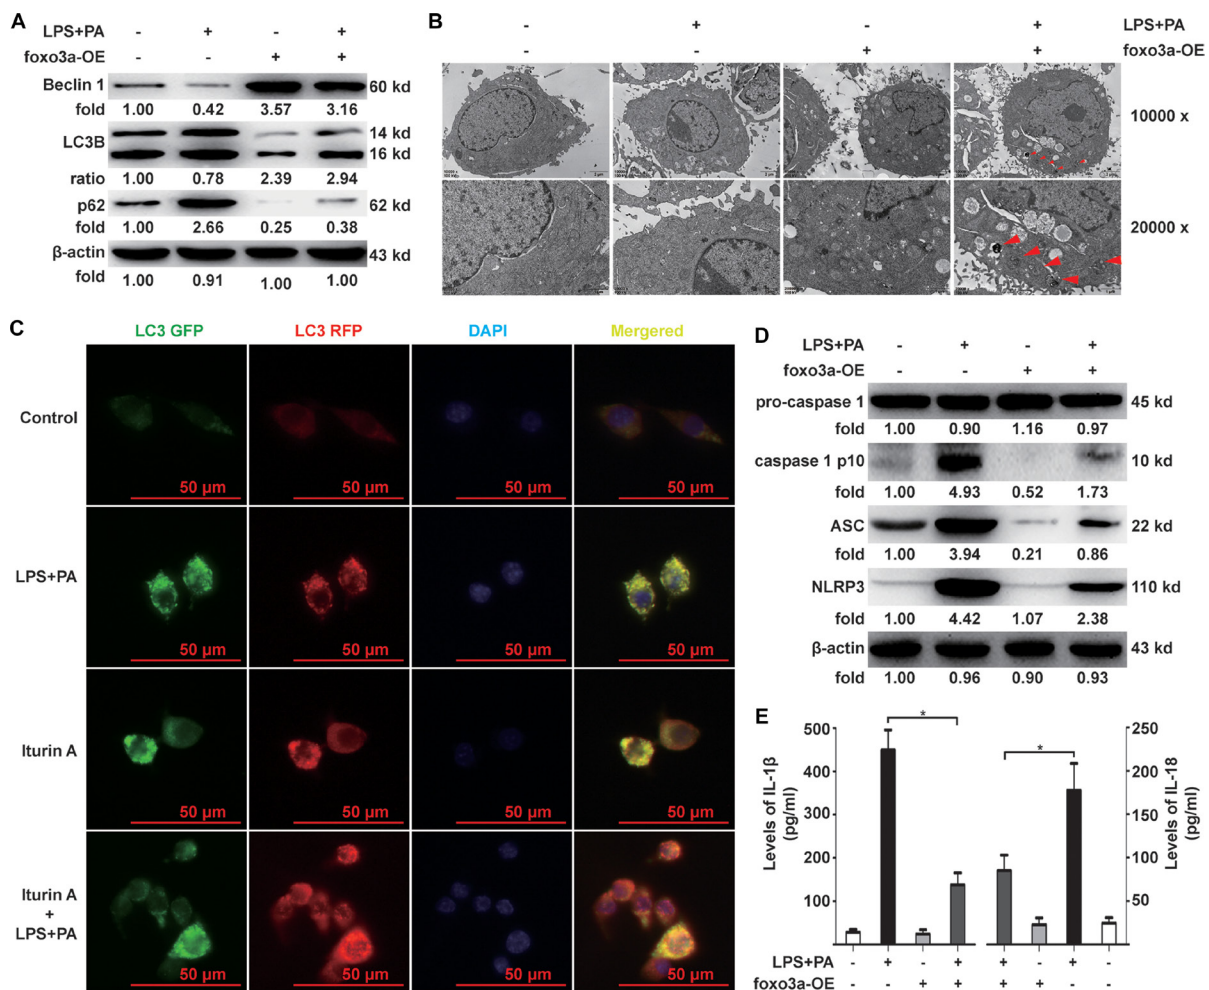 A
LPS+PA - + - +
foxo3a-OE - - + +
Beclin 1 60 kd
fold 1.00 0.42 3.57 3.16
LC3B 14 kd
16 kd
ratio 1.00 0.78 2.39 2.94
p62 62 kd
fold 1.00 2.66 0.25 0.38
β-actin 43 kd
fold 1.00 0.91 1.00 1.00
B
- + - + LPS+PA
- - + + foxo3a-OE
10000 x
20000 x
C
LC3 GFP LC3 RFP DAPI Mergered
Control
50 µm 50 µm 50 µm 50 µm
LPS+PA
50 µm 50 µm 50 µm 50 µm
Iturin A
50 µm 50 µm 50 µm 50 µm
Iturin A
+
LPS+PA
50 µm 50 µm 50 µm 50 µm
D
LPS+PA - + - +
foxo3a-OE - - + +
pro-caspase 1 45 kd
fold 1.00 0.90 1.16 0.97
caspase 1 p10 10 kd
fold 1.00 4.93 0.52 1.73
ASC 22 kd
fold 1.00 3.94 0.21 0.86
NLRP3 110 kd
fold 1.00 4.42 1.07 2.38
β-actin 43 kd
fold 1.00 0.96 0.90 0.93
E
Levels of IL-1β
(pg/ml)
500
400
300
200
100
* *
250
200
150
100
50
Levels of IL-18
(pg/ml)
LPS+PA - + - + + - + -
foxo3a-OE - - + + + + - -